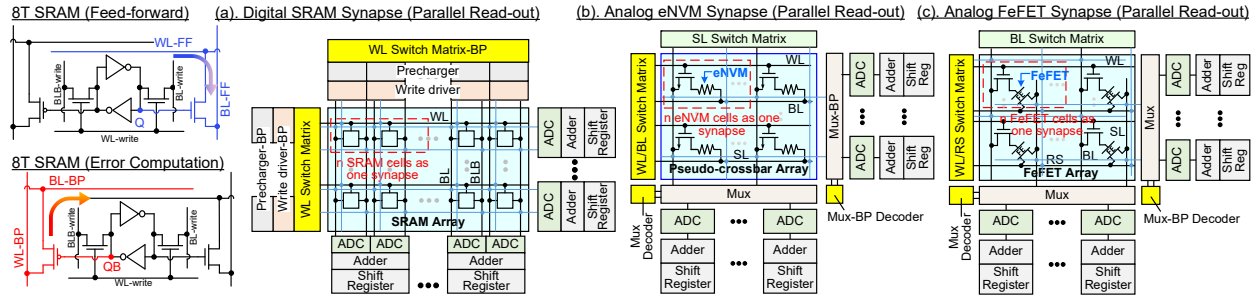 8T SRAM (Feed-forward)
WL-FF
BLB-write
BL-write
Q
BL-FF
WL-write
8T SRAM (Error Computation)
BL-BP
BLB-write
BL-write
WL-BP
QB
WL-write
(a). Digital SRAM Synapse (Parallel Read-out)
WL Switch Matrix-BP
Precharger
Write driver
Precharger-BP
Write driver-BP
WL Switch Matrix
WL
n SRAM cells as
one synapse
BL
BLB
SRAM Array
ADC
Adder
Shift
Register
ADC
Adder
Shift
Register
ADC
ADC
ADC
ADC
Adder
Adder
Shift
Register
Shift
Register
(b). Analog eNVM Synapse (Parallel Read-out)
SL Switch Matrix
WL/BL Switch Matrix
WL
eNVM
BL
n eNVM cells as one
synapse
SL
Pseudo-crossbar Array
Mux-BP
ADC
Adder
Shift
Reg
ADC
Adder
Shift
Reg
Mux
Mux
Decoder
Mux-BP Decoder
ADC
ADC
Adder
Adder
Shift
Register
Shift
Register
(c). Analog FeFET Synapse (Parallel Read-out)
BL Switch Matrix
WL/RS Switch Matrix
WL
FeFET
n FeFET cells as
one synapse
SL
RS
BL
FeFET Array
Mux
ADC
Adder
Shift
Reg
ADC
Adder
Shift
Reg
Mux
Mux
Decoder
Mux-BP Decoder
ADC
ADC
Adder
Adder
Shift
Register
Shift
Register